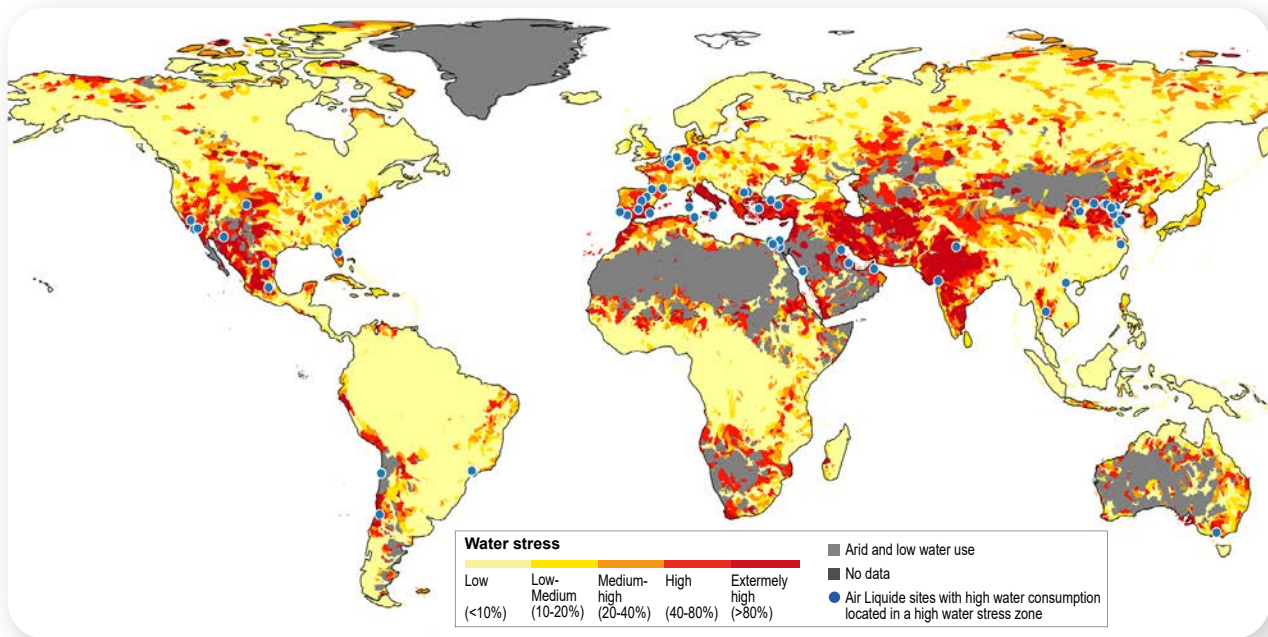 Water stress
Low
(<10%)
Low-
Medium
(10-20%)
Medium-
high
(20-40%)
High
(40-80%)
Extermely
high
(>80%)
Arid and low water use
No data
Air Liquide sites with high water consumption
located in a high water stress zone